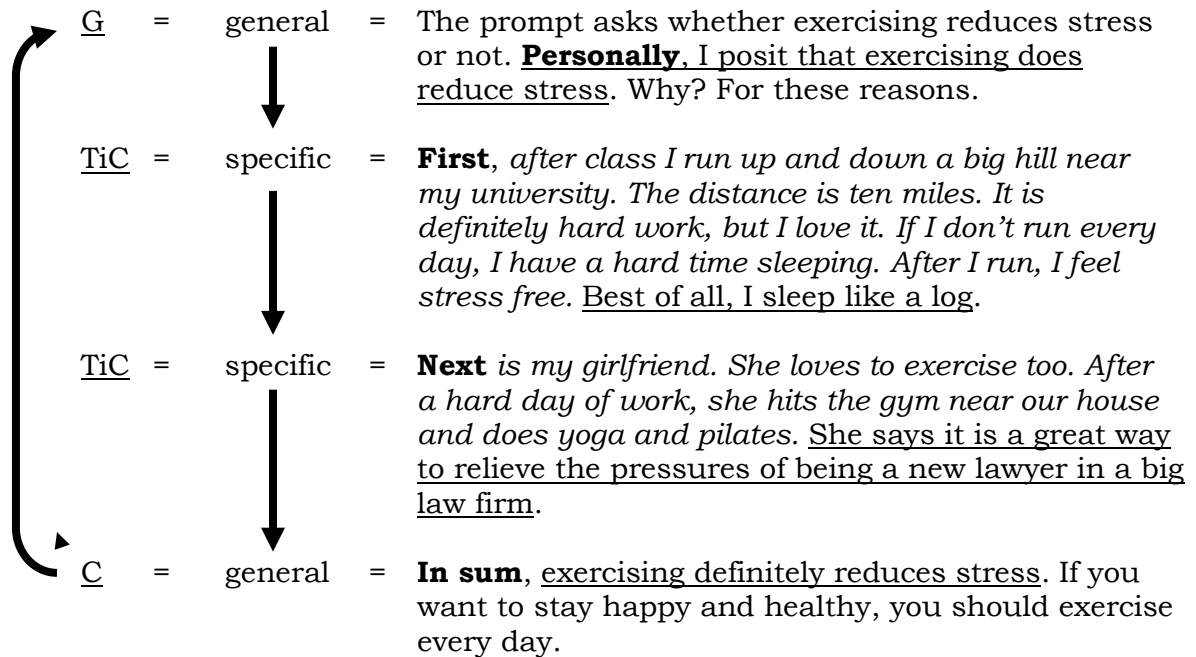 G = general = The prompt asks whether exercising reduces stress
or not. Personally, I posit that exercising does
reduce stress. Why? For these reasons.
TiC = specific = First, after class I run up and down a big hill near
my university. The distance is ten miles. It is
definitely hard work, but I love it. If I don’t run every
day, I have a hard time sleeping. After I run, I feel
stress free. Best of all, I sleep like a log.
TiC = specific = Next is my girlfriend. She loves to exercise too. After
a hard day of work, she hits the gym near our house
and does yoga and pilates. She says it is a great way
to relieve the pressures of being a new lawyer in a big
law firm.
C = general = In sum, exercising definitely reduces stress. If you
want to stay happy and healthy, you should exercise
every day.